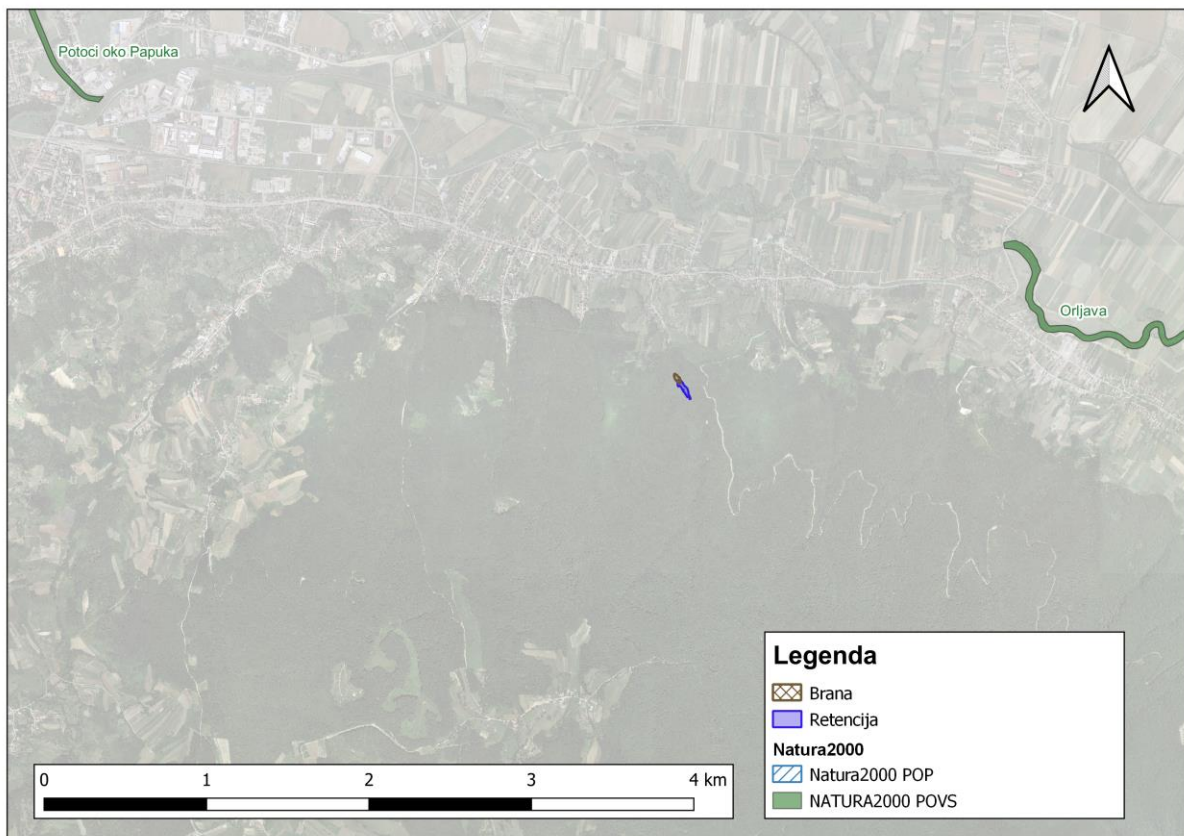 Potoci oko Papuka
Orljava
Legenda
Brana
Retencija
Natura2000
Natura2000 POP
NATURA2000 POVS
0 1 2 3 4 km